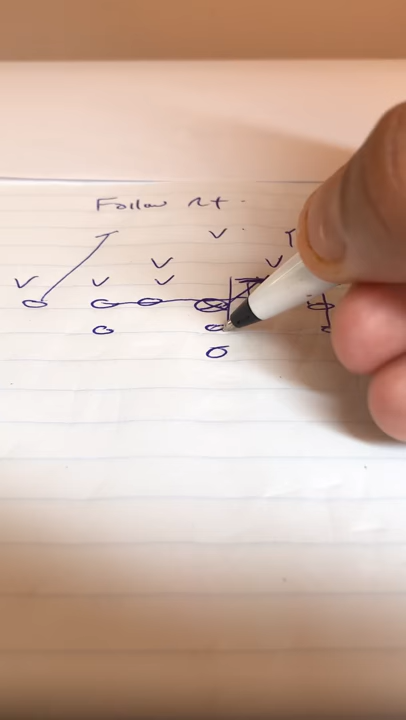 Follow Rt.
V
V V
V V V